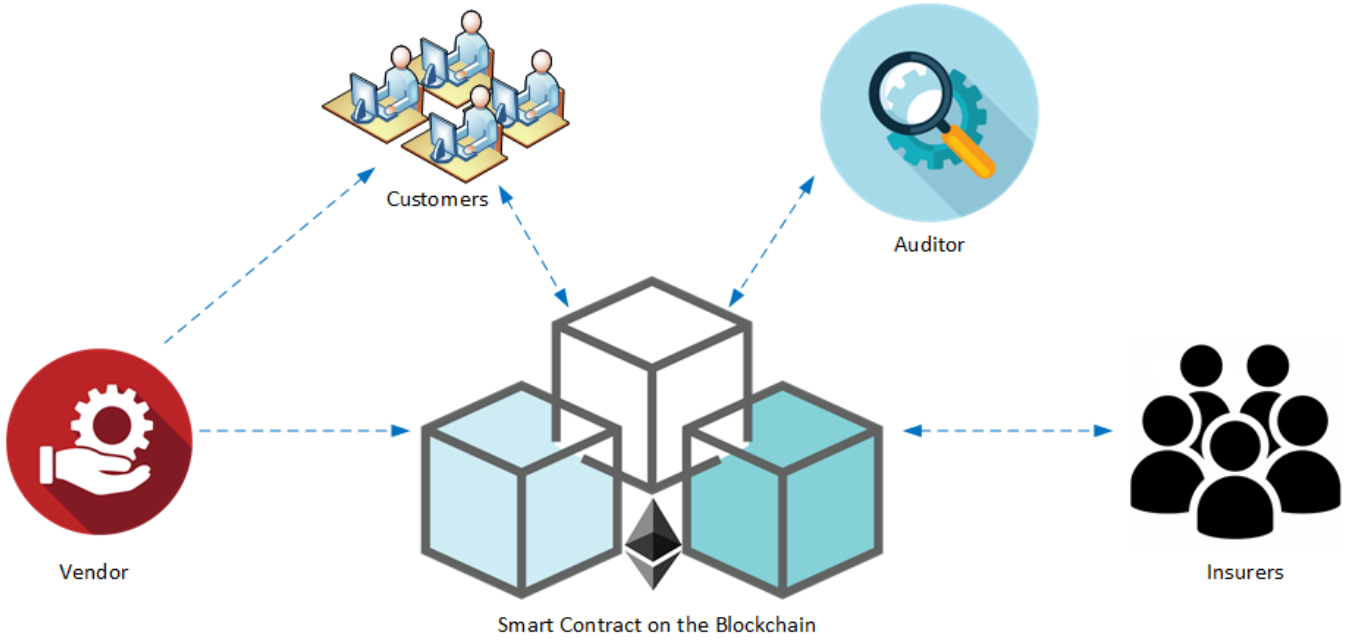 Customers
Auditor
Vendor
Insurers
Smart Contract on the Blockchain